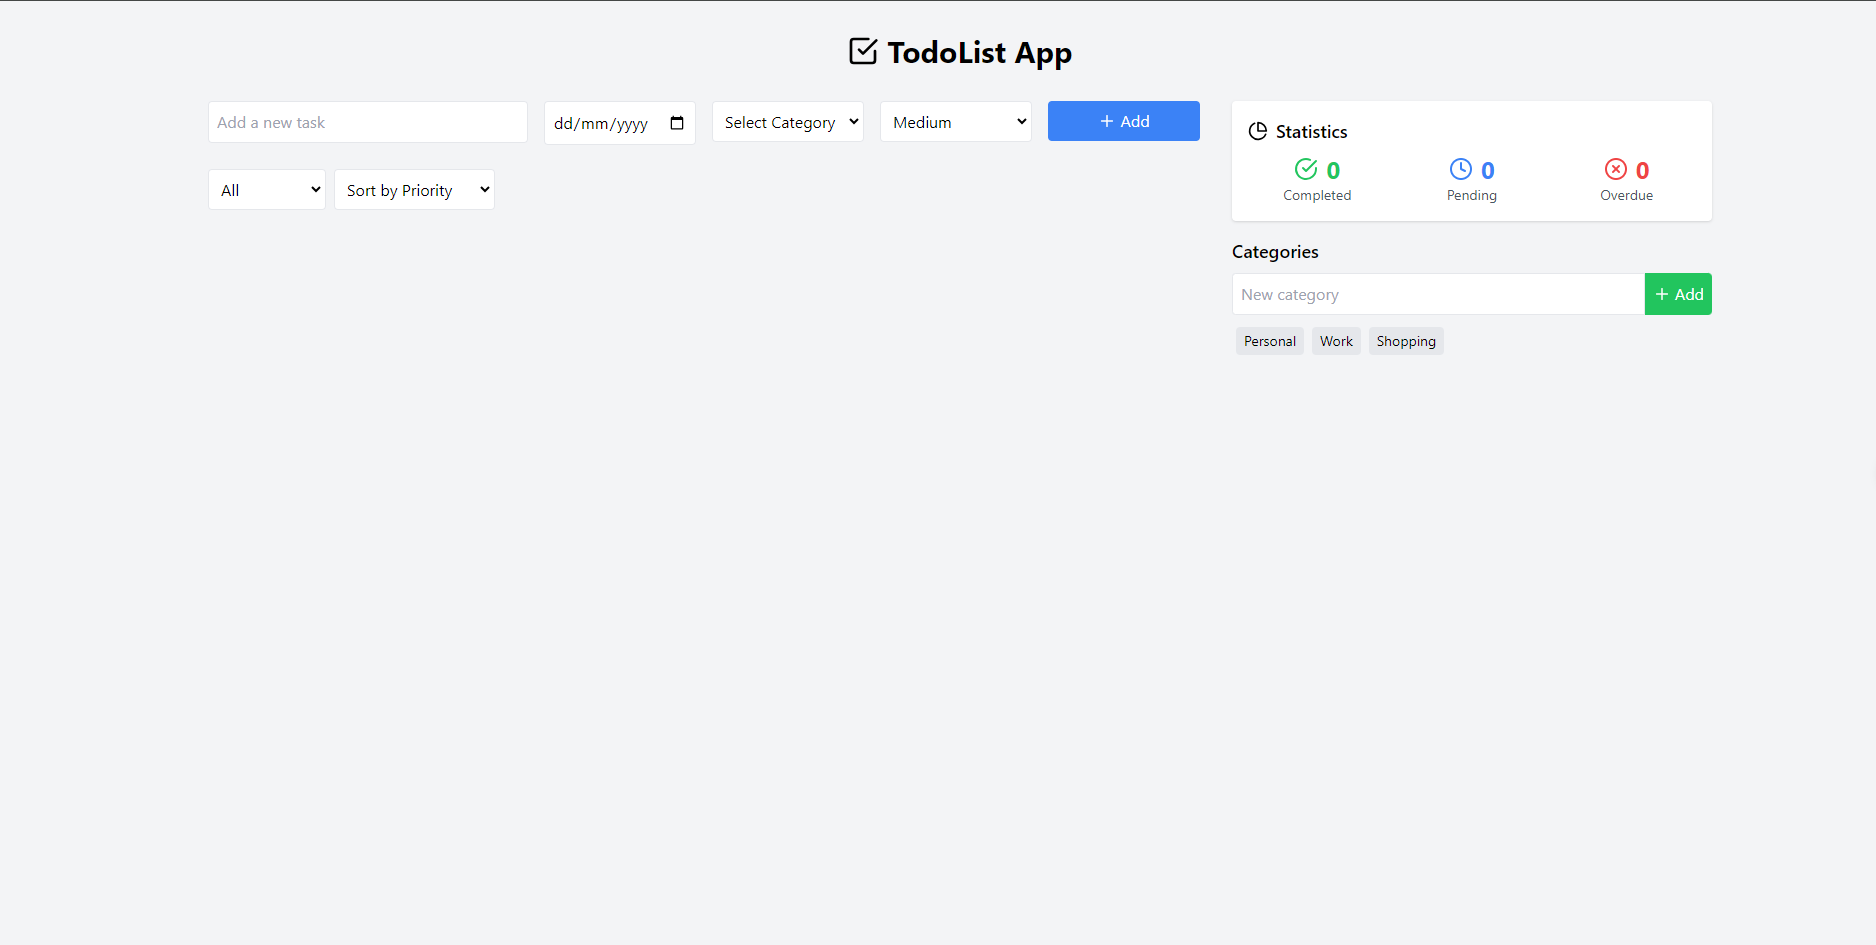 TodoList App
Add a new task dd/mm/yyyy Select Category Medium + Add
All Sort by Priority
Statistics
0 0 0
Completed Pending Overdue
Categories
New category + Add
Personal Work Shopping